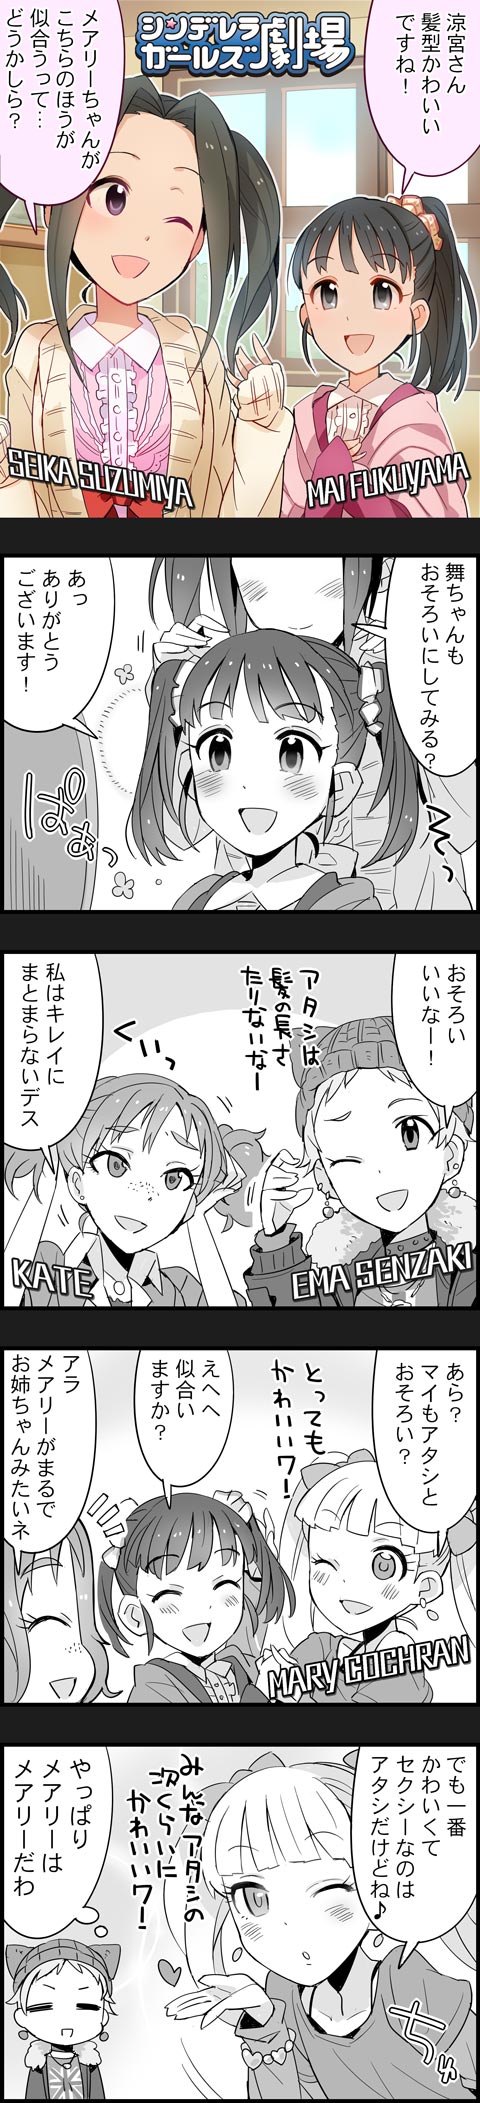 シンデレラ
ガールズ劇場
涼宮さん
髪型かわいい
ですね！
メアリーちゃんが
こちらのほうが
似合うって…
どうかしら？
SEIKA SUZUMIYA
MAI FUKUYAMA
舞ちゃんも
おそろいにしてみる？
あっ
ありがとう
ございます！
ぱあっ
おそろい
いいなー！
アタシは
髪の長さ
たりないなー
くいっ
私はキレイに
まとまらないデス
KATE
EMA SENZAKI
あら？
マイもアタシと
おそろい？
とっても
かわいいワ！
えへへ
似合い
ますか？
アラ
メアリーがまるで
お姉ちゃんみたいネ
MARY COCHRAN
でも一番
かわいくて
セクシーなのは
アタシだけどね♪
みんなアタシの
次くらいに
かわいいワ！
ちゅ
やっぱり
メアリーは
メアリーだわ